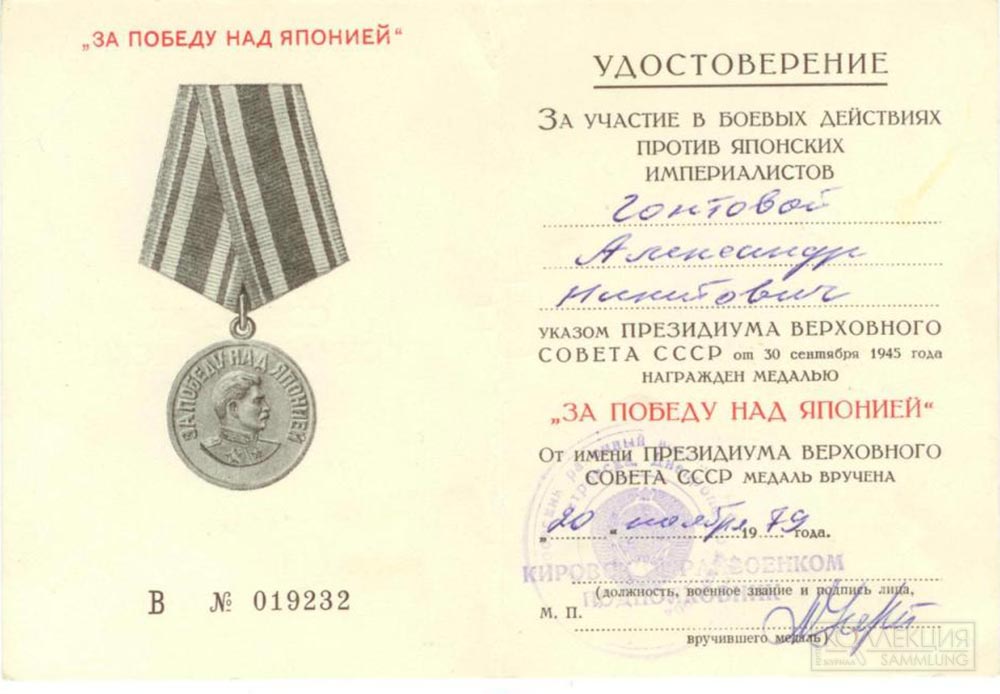 „ЗА ПОБЕДУ НАД ЯПОНИЕЙ“
ЗА ПОБЕДУ НАД ЯПОНИЕЙ
В № 019232
УДОСТОВЕРЕНИЕ
ЗА УЧАСТИЕ В БОЕВЫХ ДЕЙСТВИЯХ
ПРОТИВ ЯПОНСКИХ
ИМПЕРИАЛИСТОВ
Гонтовой
Александр
Никитович
УКАЗОМ ПРЕЗИДИУМА ВЕРХОВНОГО
СОВЕТА СССР от 30 сентября 1945 года
НАГРАЖДЕН МЕДАЛЬЮ
„ЗА ПОБЕДУ НАД ЯПОНИЕЙ“
ОТ ИМЕНИ ПРЕЗИДИУМА ВЕРХОВНОГО
СОВЕТА СССР МЕДАЛЬ ВРУЧЕНА
„20“ ноября 1979 года.
РАЙВОЕНКОМ
ПОДПОЛКОВНИК
(должность, военное звание и подпись лица,
М. П.
вручившего медаль)
КОЛЛЕКЦИЯ
ЖУРНАЛ SAMMLUNG